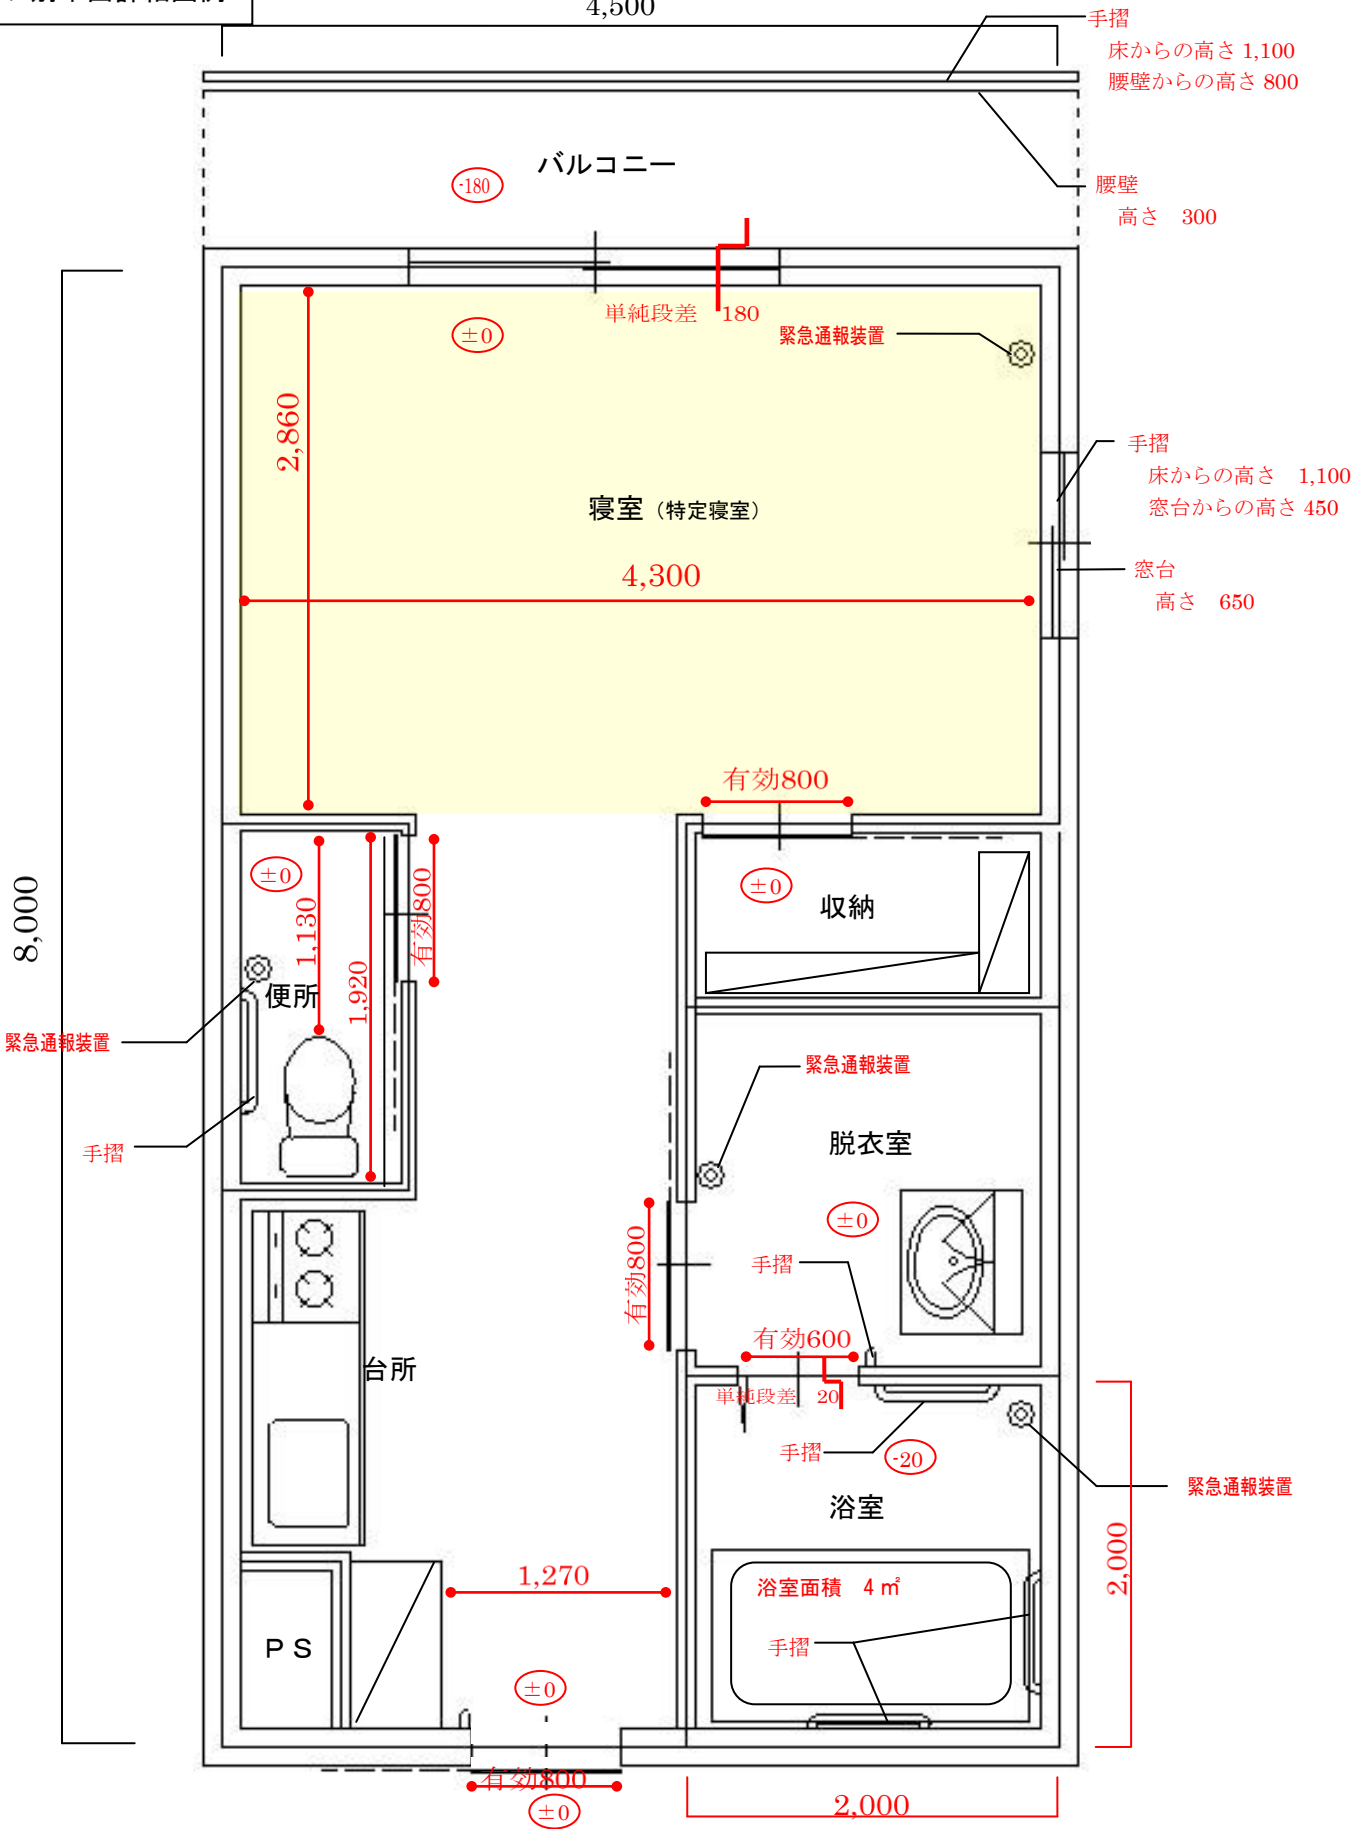 別平面詳細図例
4,500
手摺
床からの高さ 1,100
腰壁からの高さ 800
バルコニー
-180
腰壁
高さ 300
単純段差 180
±0
緊急通報装置
2,860
手摺
床からの高さ 1,100
窓台からの高さ 450
寝室（特定寝室）
4,300
窓台
高さ 650
有効800
8,000
±0
1,130
有効800
±0
収納
1,920
便所
緊急通報装置
緊急通報装置
手摺
脱衣室
±0
有効800
手摺
有効600
台所
単純段差 20
手摺
-20
緊急通報装置
浴室
2,000
1,270
浴室面積 4㎡
ＰＳ
手摺
±0
有効800
±0
2,000